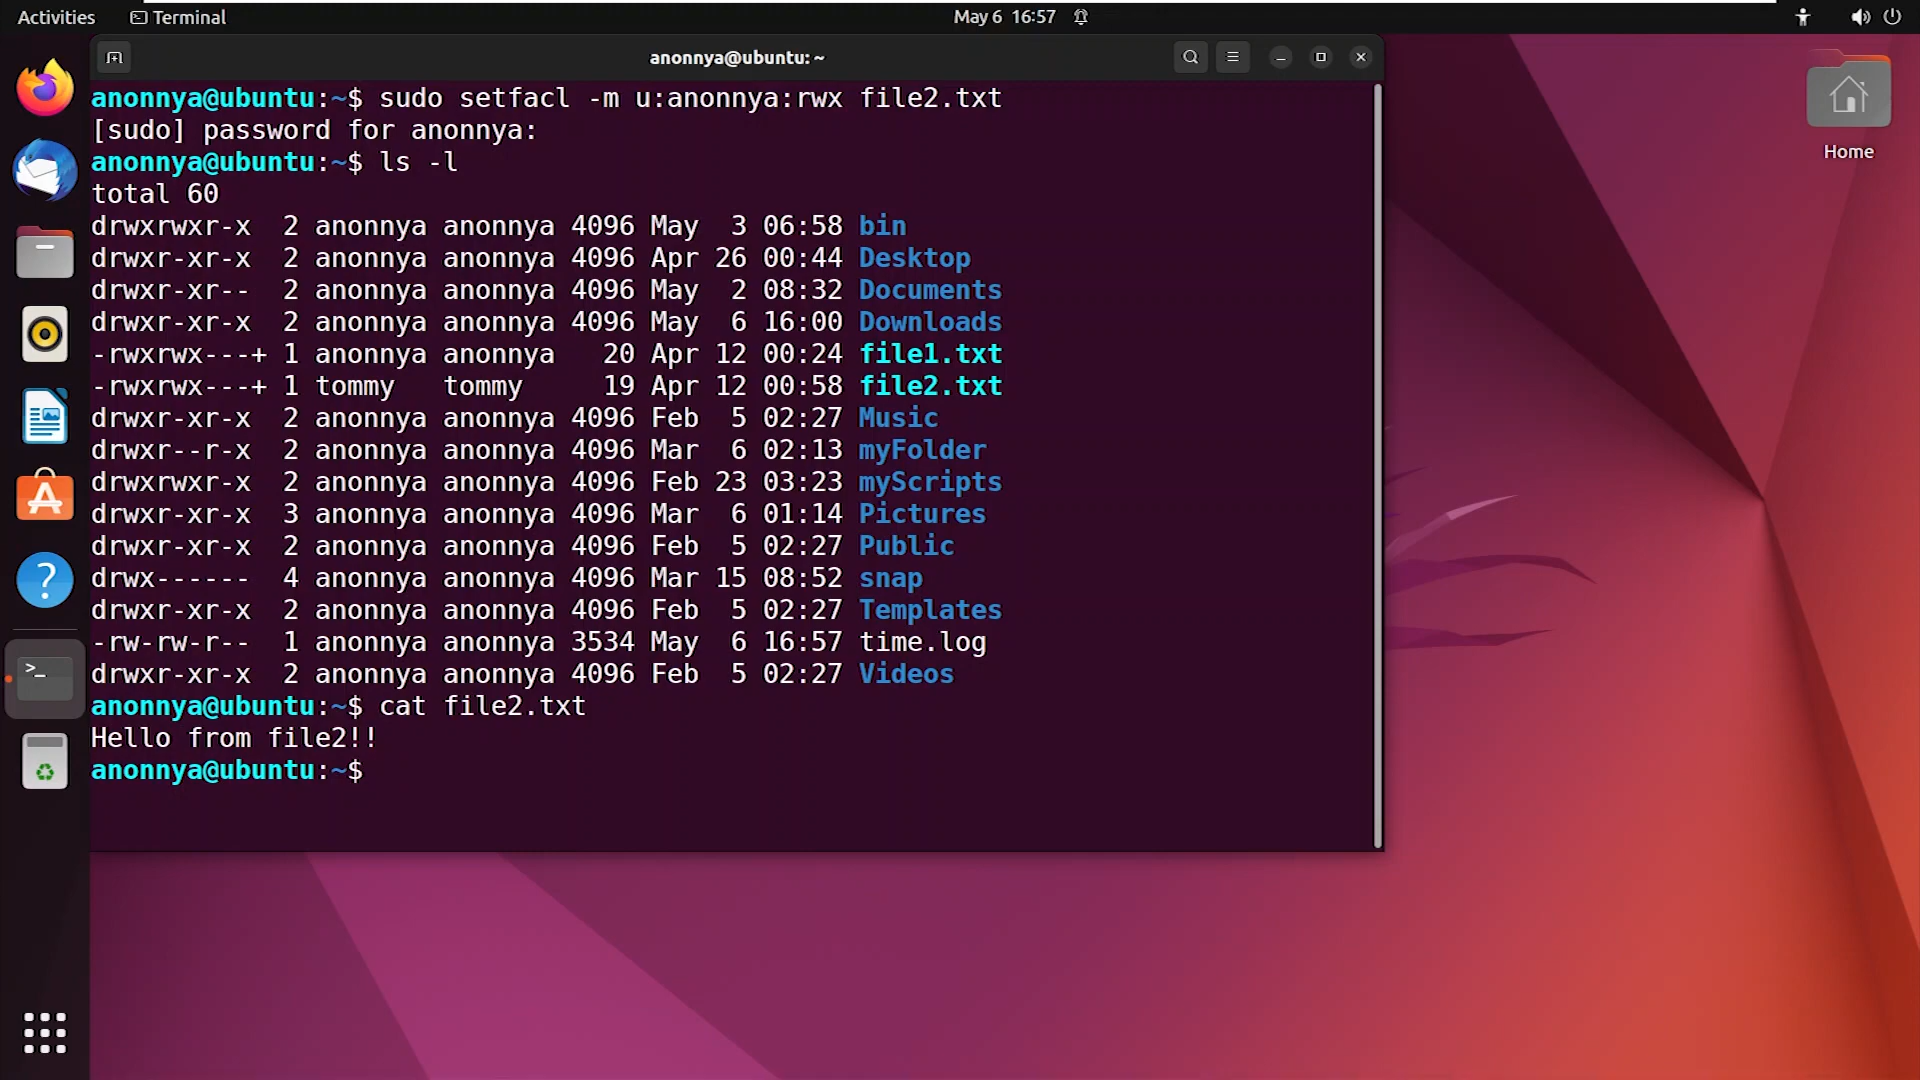 Activities Terminal May 6 16:57
anonnya@ubuntu: ~
anonnya@ubuntu:~$ sudo setfacl -m u:anonnya:rwx file2.txt
[sudo] password for anonnya:
anonnya@ubuntu:~$ ls -l
total 60
drwxrwxr-x  2 anonnya anonnya 4096 May  3 06:58 bin
drwxr-xr-x  2 anonnya anonnya 4096 Apr 26 00:44 Desktop
drwxr-xr--  2 anonnya anonnya 4096 May  2 08:32 Documents
drwxr-xr-x  2 anonnya anonnya 4096 May  6 16:00 Downloads
-rwxrwx---+ 1 anonnya anonnya   20 Apr 12 00:24 file1.txt
-rwxrwx---+ 1 tommy   tommy     19 Apr 12 00:58 file2.txt
drwxr-xr-x  2 anonnya anonnya 4096 Feb  5 02:27 Music
drwxr--r-x  2 anonnya anonnya 4096 Mar  6 02:13 myFolder
drwxrwxr-x  2 anonnya anonnya 4096 Feb 23 03:23 myScripts
drwxr-xr-x  3 anonnya anonnya 4096 Mar  6 01:14 Pictures
drwxr-xr-x  2 anonnya anonnya 4096 Feb  5 02:27 Public
drwx------  4 anonnya anonnya 4096 Mar 15 08:52 snap
drwxr-xr-x  2 anonnya anonnya 4096 Feb  5 02:27 Templates
-rw-rw-r--  1 anonnya anonnya 3534 May  6 16:57 time.log
drwxr-xr-x  2 anonnya anonnya 4096 Feb  5 02:27 Videos
anonnya@ubuntu:~$ cat file2.txt
Hello from file2!!
anonnya@ubuntu:~$
Home